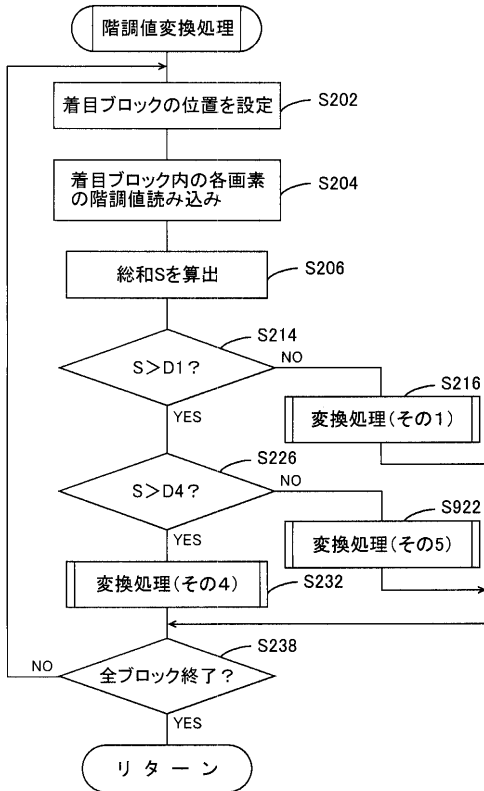 階調値変換処理
着目ブロックの位置を設定
S202
着目ブロック内の各画素
の階調値読み込み
S204
総和Sを算出
S206
S214
S>D1?
NO
YES
S216
変換処理(その1)
S226
S>D4?
NO
YES
S922
変換処理(その5)
変換処理(その4)
S232
S238
全ブロック終了?
NO
YES
リターン